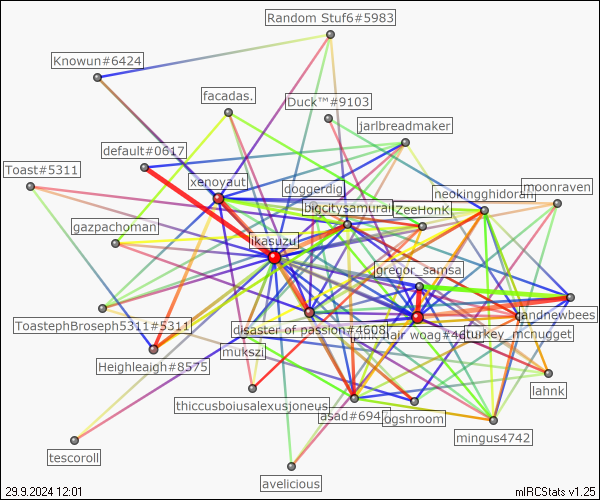 Random Stuf6#5983
Knowun#6424
facadas.
Duck™#9103
jarlbreadmaker
default#0617
Toast#5311
xenoyaut
doggerdig
moonraven
neokingghidorah
bigcitysamurai
ZeeHonK
gazpachoman
ikasuzu
gregor_samsa
ToastephBroseph5311#5311
disaster of passion#4608
pink hair woag#4
randnewbees
turkey_mcnugget
mukszi
Heighleaigh#8575
lahnk
thiccusboiusalexusjoneus
asad#694
ogshroom
mingus4742
tescoroll
avelicious
29.9.2024 12:01
mIRCStats v1.25